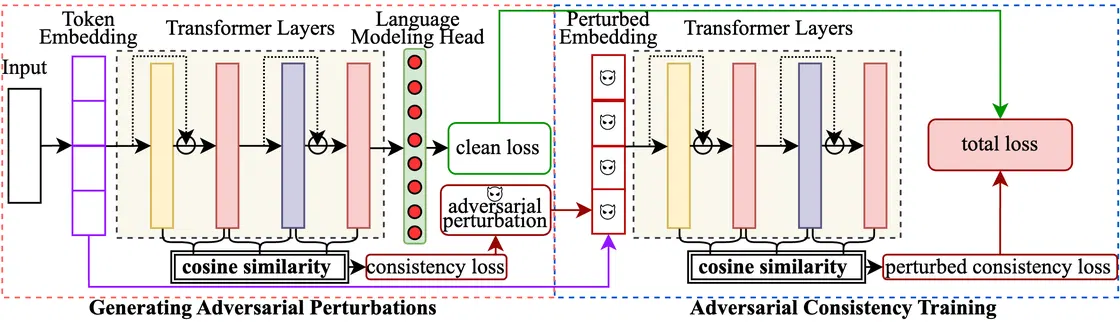 Input
Token
Embedding
Transformer Layers
Language
Modeling Head
clean loss
adversarial
perturbation
cosine similarity
consistency loss
Generating Adversarial Perturbations
Perturbed
Embedding
Transformer Layers
total loss
cosine similarity
perturbed consistency loss
Adversarial Consistency Training